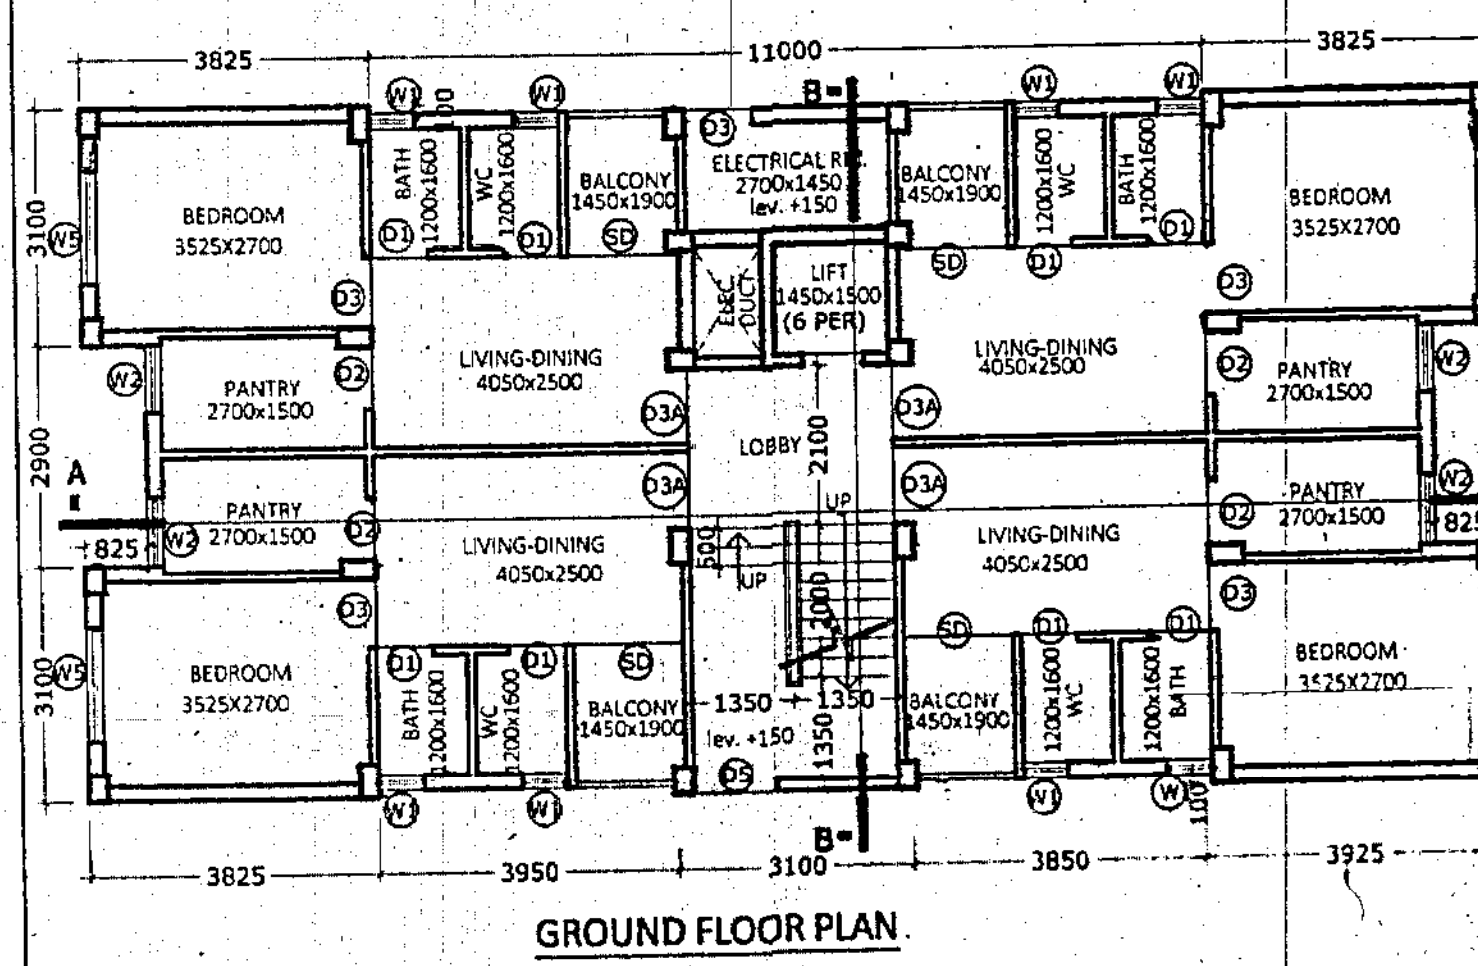 3825
11000
3825
W1
W1
B
W1
W1
D3
ELECTRICAL
2700x1450
lev. +150
BATH
1200x1600
WC
1200x1600
BALCONY
1450x1900
BALCONY
1450x1900
1200x1600
WC
BATH
1200x1600
BEDROOM
3525X2700
BEDROOM
3525X2700
3100
W5
D1
D1
SD
SD
D1
D1
ELEC.
DUCT
LIFT
1450x1500
(6 PER)
D3
D3
LIVING-DINING
4050x2500
LIVING-DINING
4050x2500
W2
PANTRY
2700x1500
D2
D2
PANTRY
2700x1500
W2
D3A
D3A
LOBBY
2100
2900
A
D3A
D3A
W2
PANTRY
2700x1500
D2
UP
D2
PANTRY
2700x1500
825
W2
LIVING-DINING
4050x2500
500
UP
LIVING-DINING
4050x2500
D3
2000
D3
3100
W5
BEDROOM
3525X2700
D1
D1
SD
SD
D1
D1
BEDROOM
3525X2700
BATH
1200x1600
WC
1200x1600
BALCONY
1450x1900
1350
1350
BALCONY
1450x1900
1200x1600
WC
1200x1600
BATH
lev. +150
1350
D5
W1
W1
W1
W
100
B
3825
3950
3100
3850
3925
GROUND FLOOR PLAN